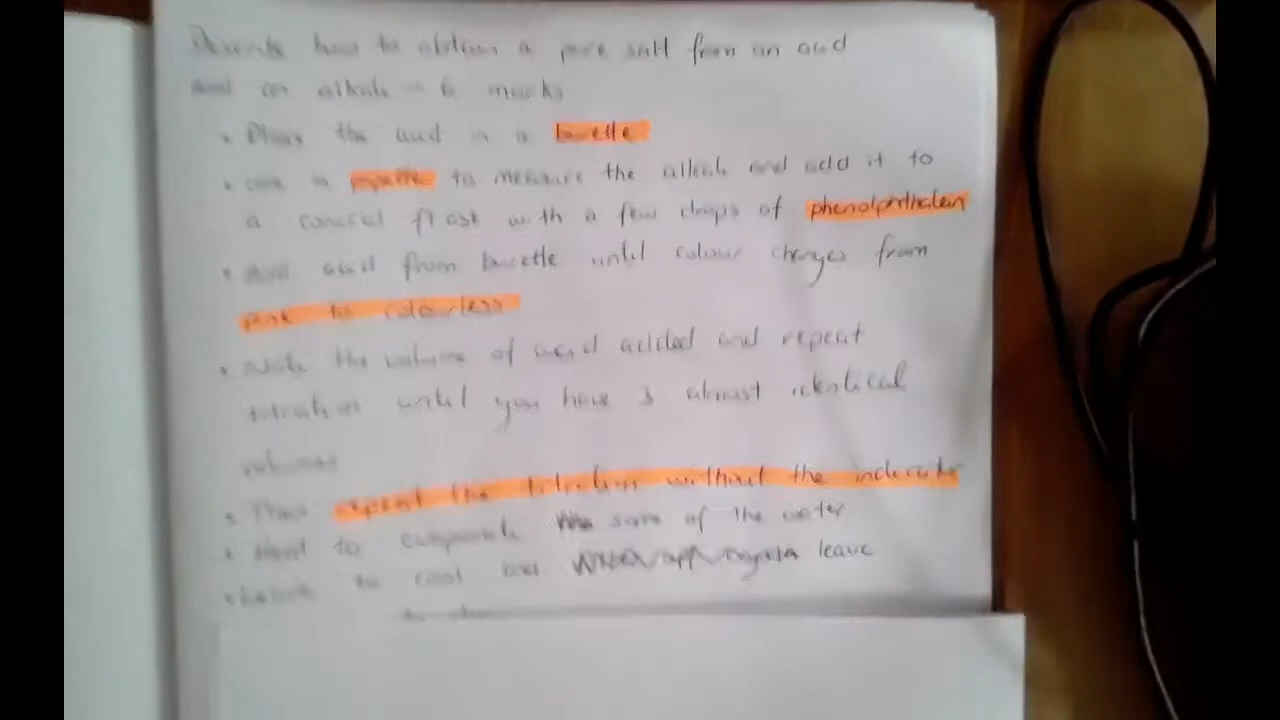 Describe how to obtain a pure salt from an acid
and an alkali - 6 marks
• Place the acid in a burette
• use a pipette to measure the alkali and add it to
a conical flask with a few drops of phenolphthalein
• Add acid from burette until colour changes from
pink to colourless
• Note the volume of acid added and repeat
titration until you have 3 almost identical
volumes
• Then repeat the titration without the indicator
• Heat to evaporate some of the water
• Leave to cool and leave